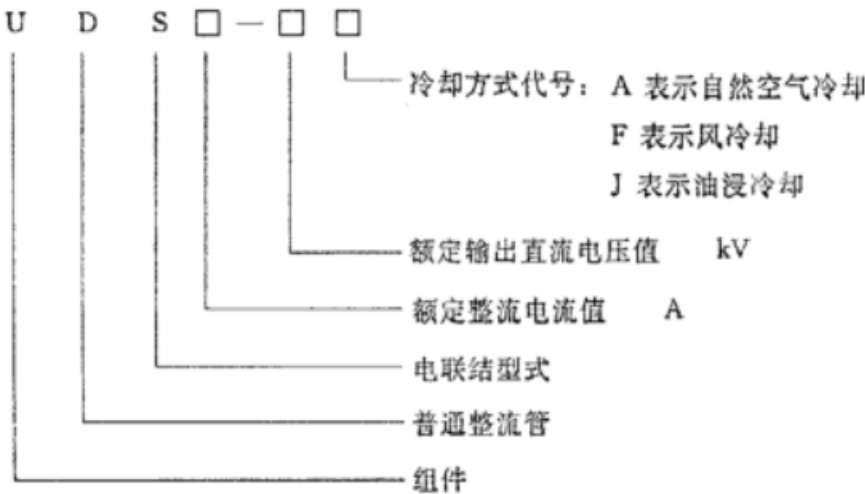 U D S □ — □ □
冷却方式代号：A 表示自然空气冷却
F 表示风冷却
J 表示油浸冷却
额定输出直流电压值 kV
额定整流电流值 A
电联结型式
普通整流管
组件